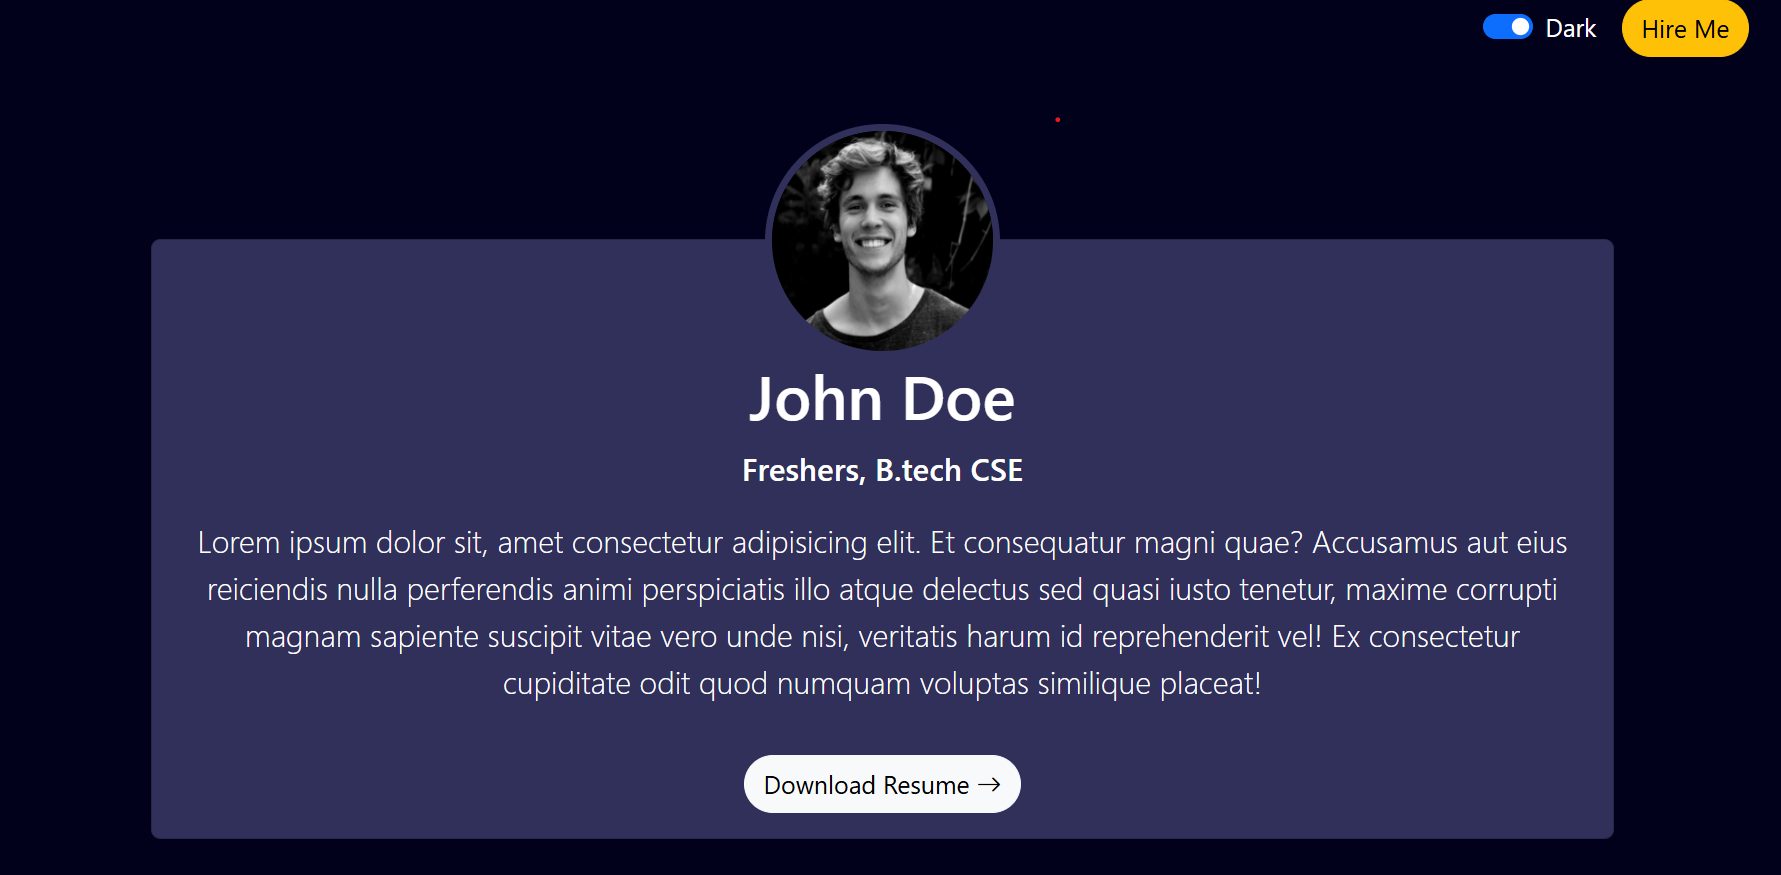 Dark
Hire Me
John Doe
Freshers, B.tech CSE
Lorem ipsum dolor sit, amet consectetur adipisicing elit. Et consequatur magni quae? Accusamus aut eius
reiciendis nulla perferendis animi perspiciatis illo atque delectus sed quasi iusto tenetur, maxime corrupti
magnam sapiente suscipit vitae vero unde nisi, veritatis harum id reprehenderit vel! Ex consectetur
cupiditate odit quod numquam voluptas similique placeat!
Download Resume →